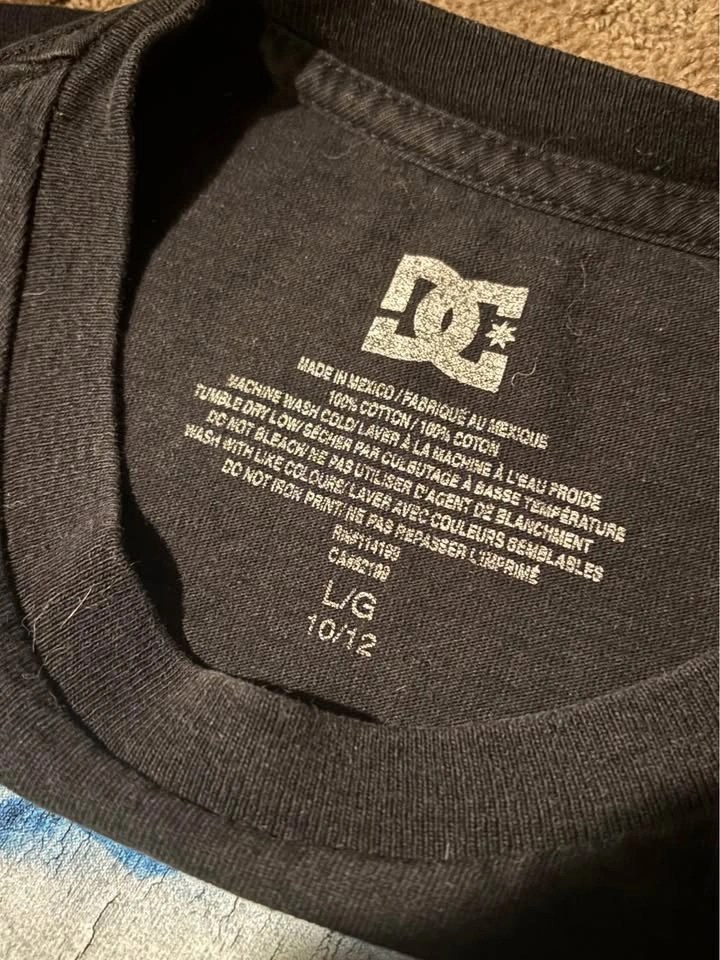 DC
MADE IN MEXICO / FABRIQUÉ AU MEXIQUE
100% COTTON / 100% COTON
MACHINE WASH COLD/ LAVER À LA MACHINE À L'EAU FROIDE
TUMBLE DRY LOW/ SÉCHER PAR CULBUTAGE À BASSE TEMPÉRATURE
DO NOT BLEACH/ NE PAS UTILISER D'AGENT DE BLANCHIMENT
WASH WITH LIKE COLOURS/ LAVER AVEC COULEURS SEMBLABLES
DO NOT IRON PRINT/ NE PAS REPASSER L'IMPRIMÉ
RN#114199
L/G
10/12